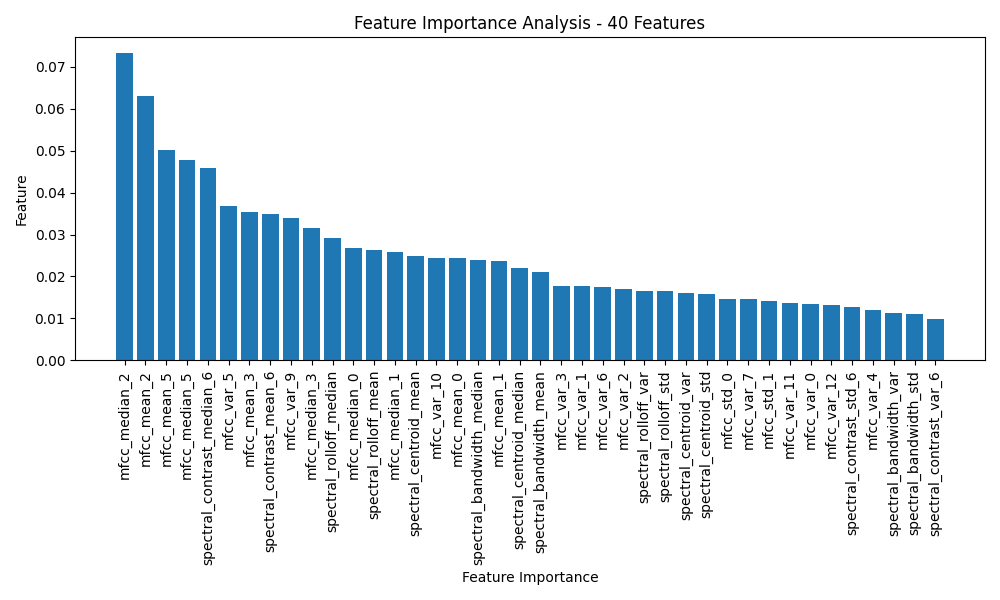 Feature Importance Analysis - 40 Features
Feature
0.07
0.06
0.05
0.04
0.03
0.02
0.01
0.00
mfcc_median_2
mfcc_mean_2
mfcc_mean_5
mfcc_median_5
spectral_contrast_median_6
mfcc_var_5
mfcc_mean_3
spectral_contrast_mean_6
mfcc_var_9
mfcc_median_3
spectral_rolloff_median
mfcc_median_0
spectral_rolloff_mean
mfcc_median_1
spectral_centroid_mean
mfcc_var_10
mfcc_mean_0
spectral_bandwidth_median
mfcc_mean_1
spectral_centroid_median
spectral_bandwidth_mean
mfcc_var_3
mfcc_var_1
mfcc_var_6
mfcc_var_2
spectral_rolloff_var
spectral_rolloff_std
spectral_centroid_var
spectral_centroid_std
mfcc_std_0
mfcc_var_7
mfcc_std_1
mfcc_var_11
mfcc_var_0
mfcc_var_12
spectral_contrast_std_6
mfcc_var_4
spectral_bandwidth_var
spectral_bandwidth_std
spectral_contrast_var_6
Feature Importance